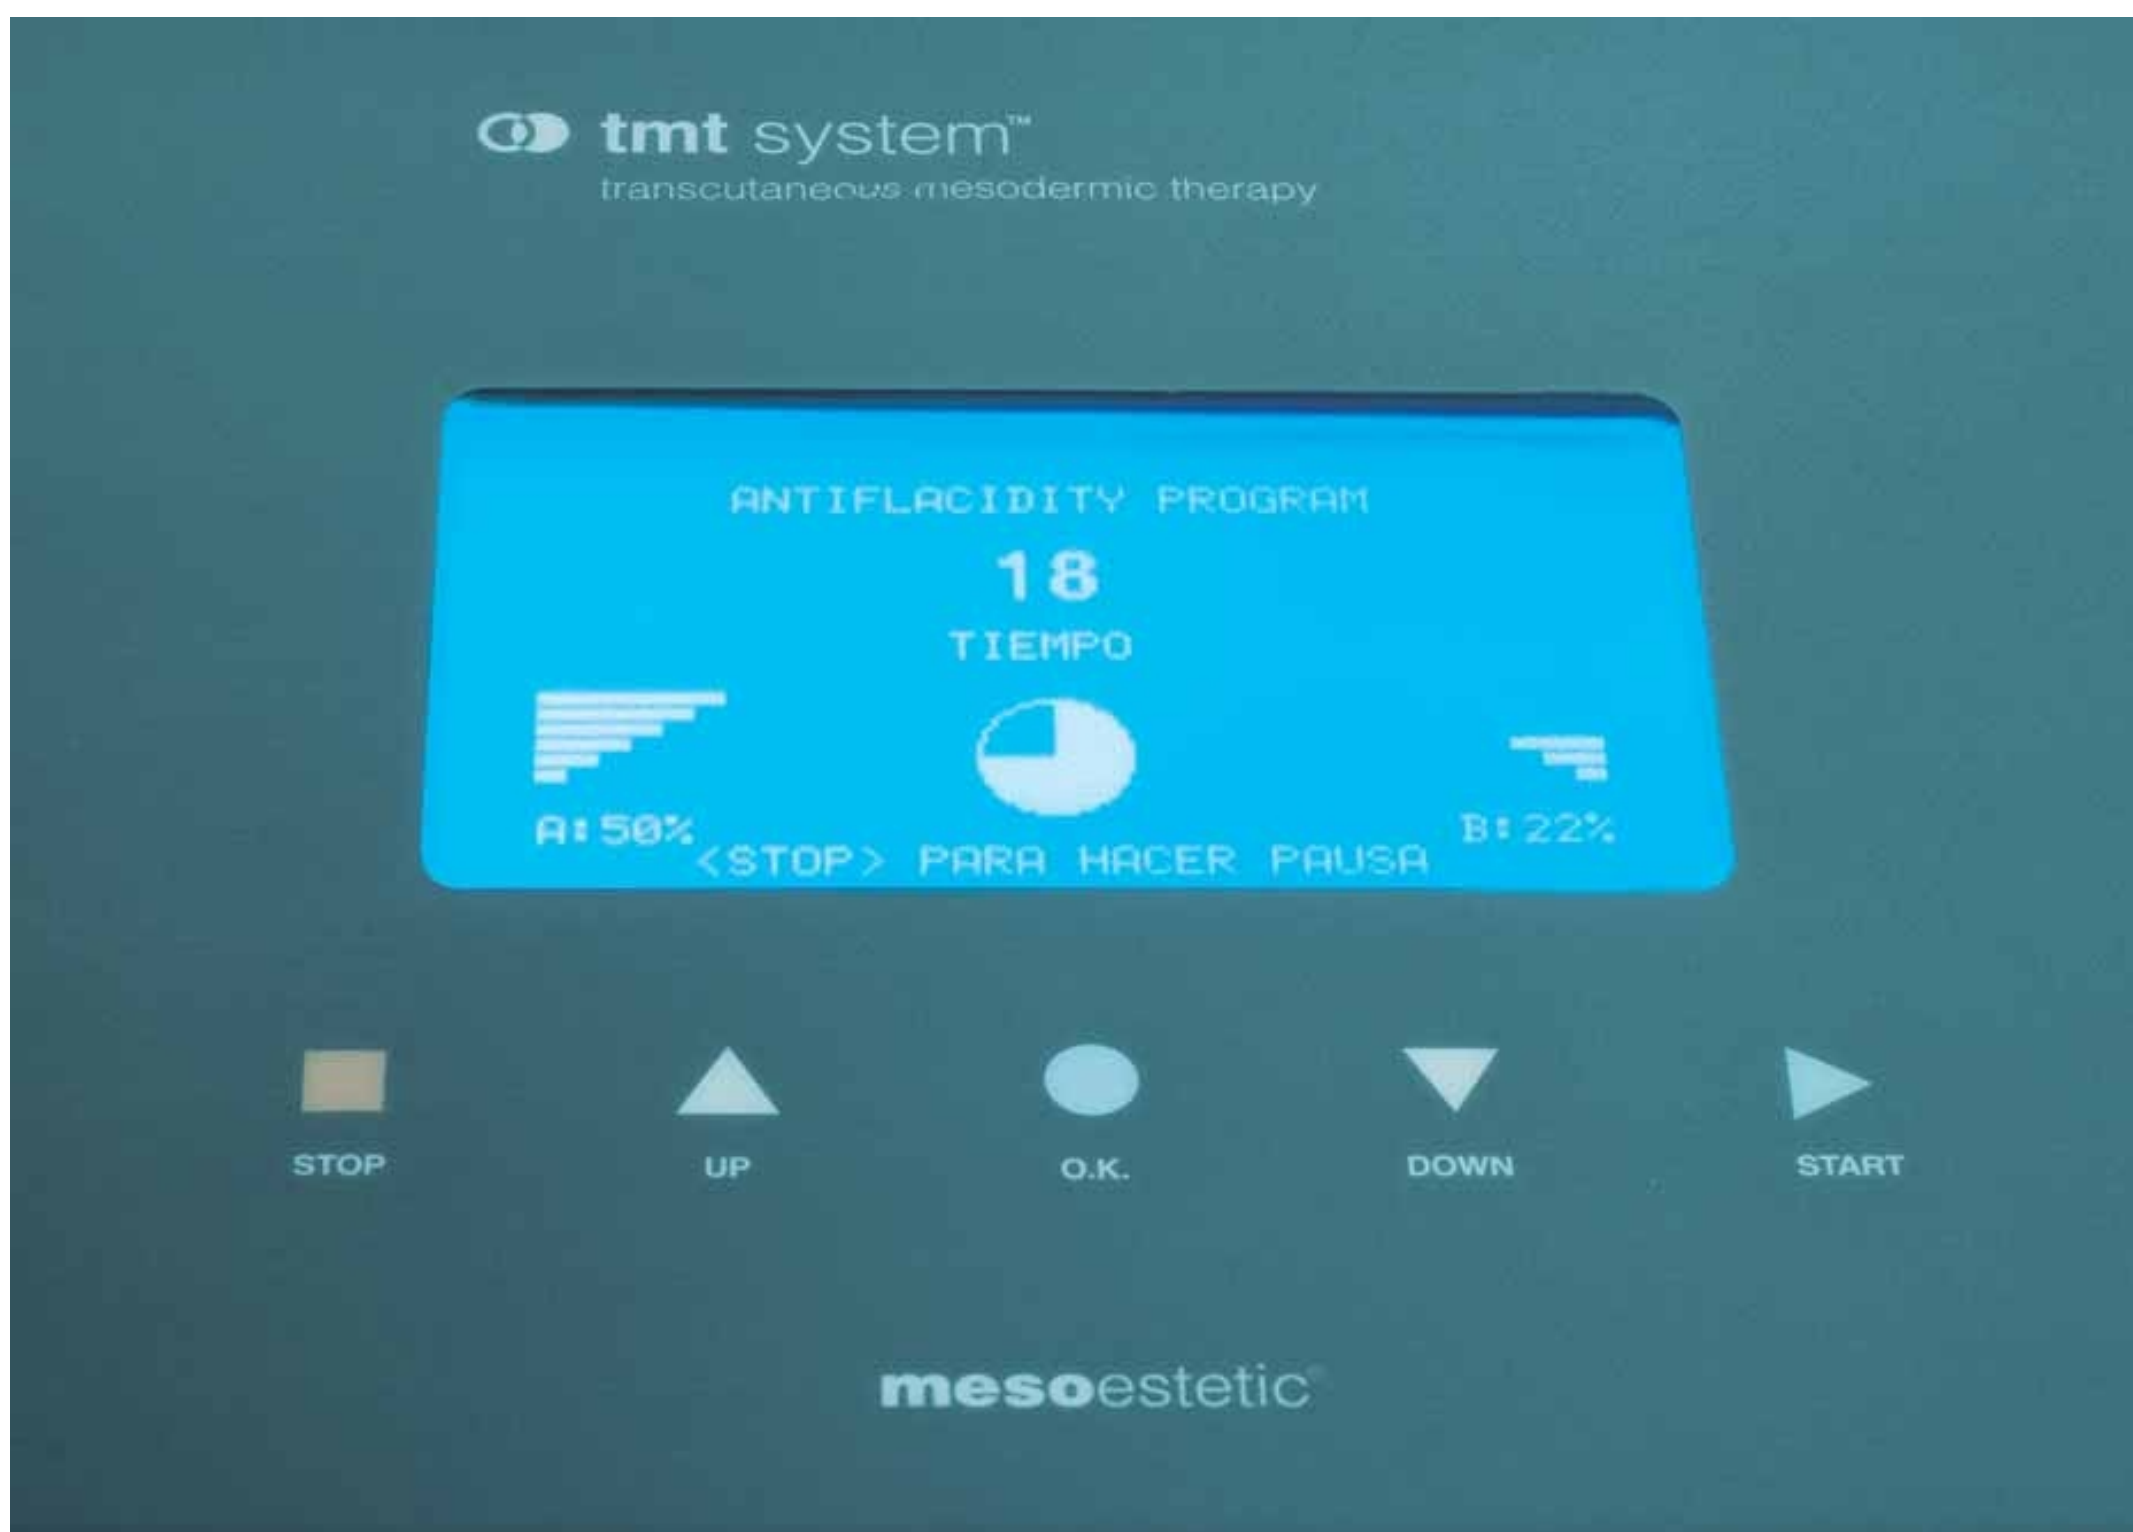 tmt system™
transcutaneous mesodermic therapy
ANTIFLACIDITY PROGRAM
18
TIEMPO
A:50%
B:22%
<STOP> PARA HACER PAUSA
STOP
UP
O.K.
DOWN
START
mesoestetic